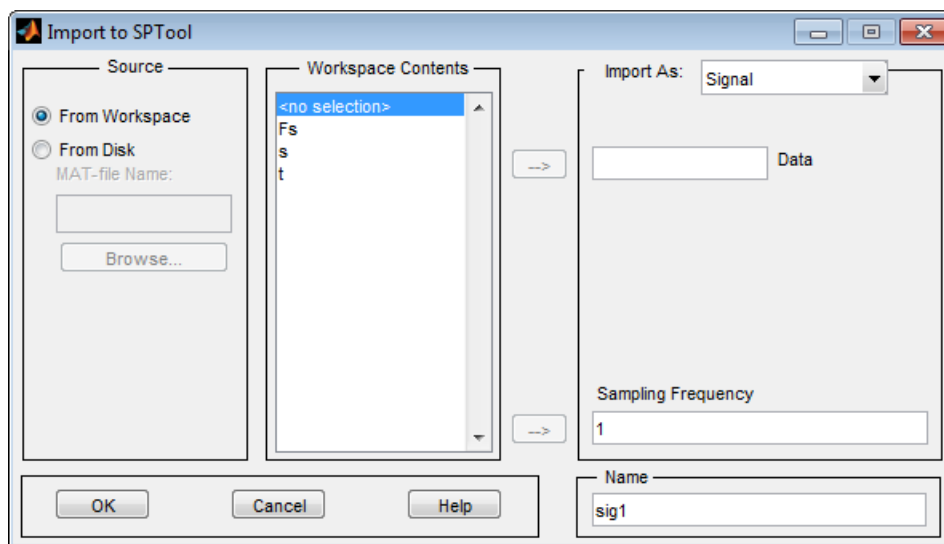 Import to SPTool
Source
From Workspace
From Disk
MAT-file Name:
Browse...
Workspace Contents
<no selection>
Fs
s
t
-->
-->
Import As:
Signal
Data
Sampling Frequency
1
OK
Cancel
Help
Name
sig1